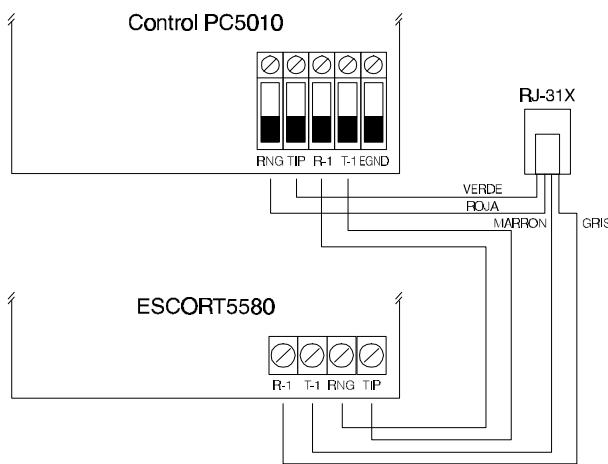 Control PC5010
RJ-31X
RNG TIP R-1 T-1 EGND
VERDE
ROJA
MARRON GRIS
ESCORT5580
R-1 T-1 RNG TIP